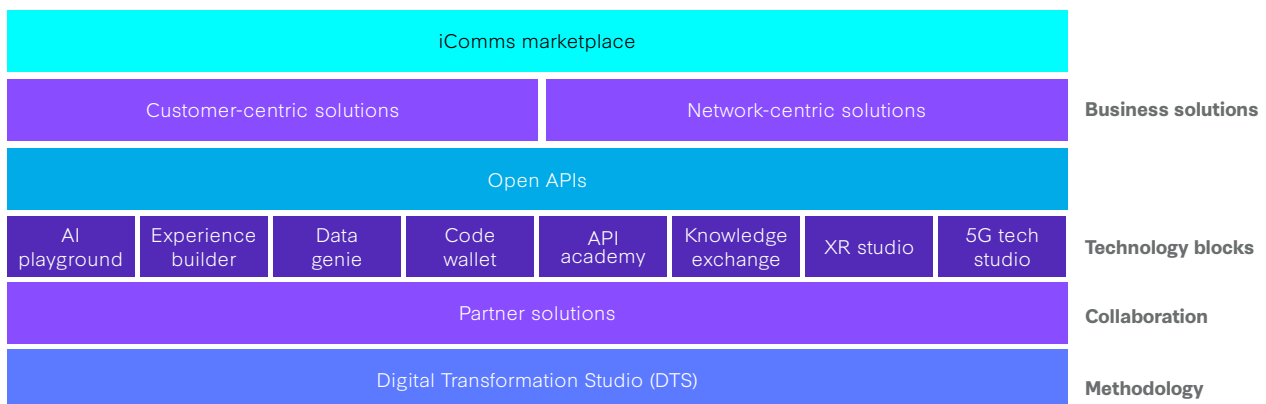 iComms marketplace
Customer-centric solutions
Network-centric solutions
Business solutions
Open APIs
AI
playground
Experience
builder
Data
genie
Code
wallet
API
academy
Knowledge
exchange
XR studio
5G tech
studio
Technology blocks
Partner solutions
Collaboration
Digital Transformation Studio (DTS)
Methodology